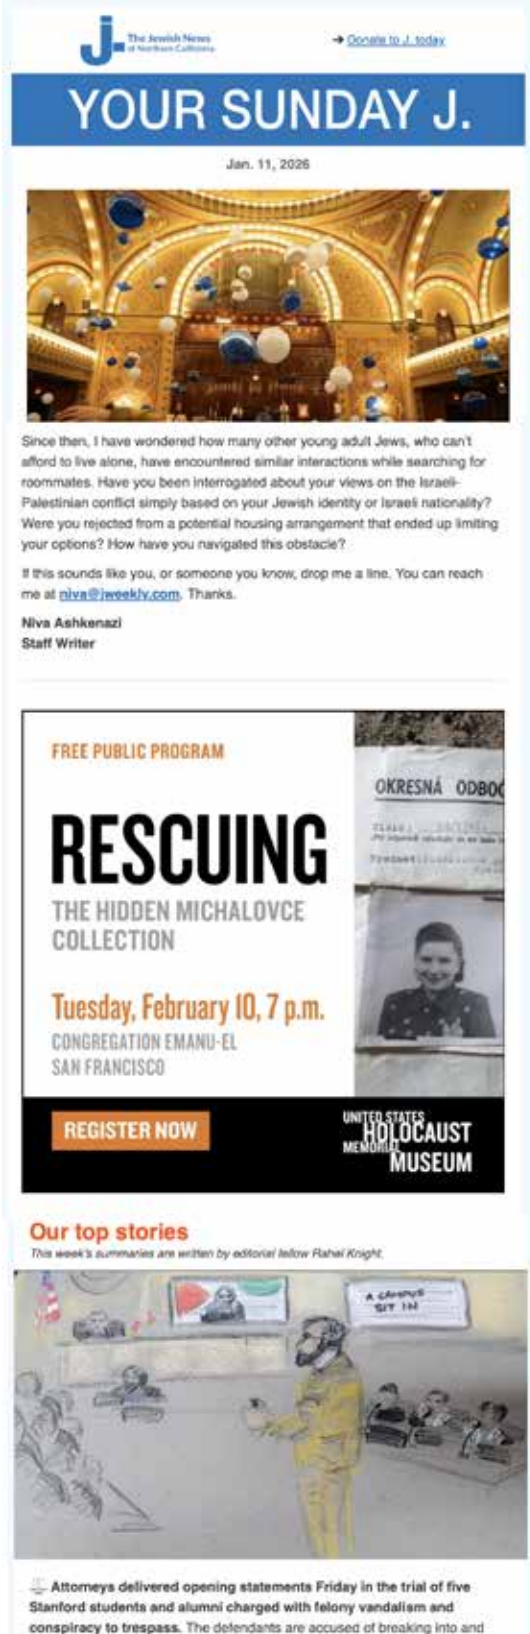 J.
The Jewish News
of Northern California
➔ Donate to J. today
YOUR SUNDAY J.
Jan. 11, 2026
Since then, I have wondered how many other young adult Jews, who can't
afford to live alone, have encountered similar interactions while searching for
roommates. Have you been interrogated about your views on the Israeli-
Palestinian conflict simply based on your Jewish identity or Israeli nationality?
Were you rejected from a potential housing arrangement that ended up limiting
your options? How have you navigated this obstacle?
If this sounds like you, or someone you know, drop me a line. You can reach
me at niva@jweekly.com. Thanks.
Niva Ashkenazi
Staff Writer
FREE PUBLIC PROGRAM
RESCUING
THE HIDDEN MICHALOVCE
COLLECTION
Tuesday, February 10, 7 p.m.
CONGREGATION EMANU-EL
SAN FRANCISCO
OKRESNÁ ODBO
REGISTER NOW
UNITED STATES
HOLOCAUST
MEMORIAL
MUSEUM
Our top stories
This week's summaries are written by editorial fellow Rahel Knight.
A CAMPUS
SIT IN
Attorneys delivered opening statements Friday in the trial of five
Stanford students and alumni charged with felony vandalism and
conspiracy to trespass. The defendants are accused of breaking into and